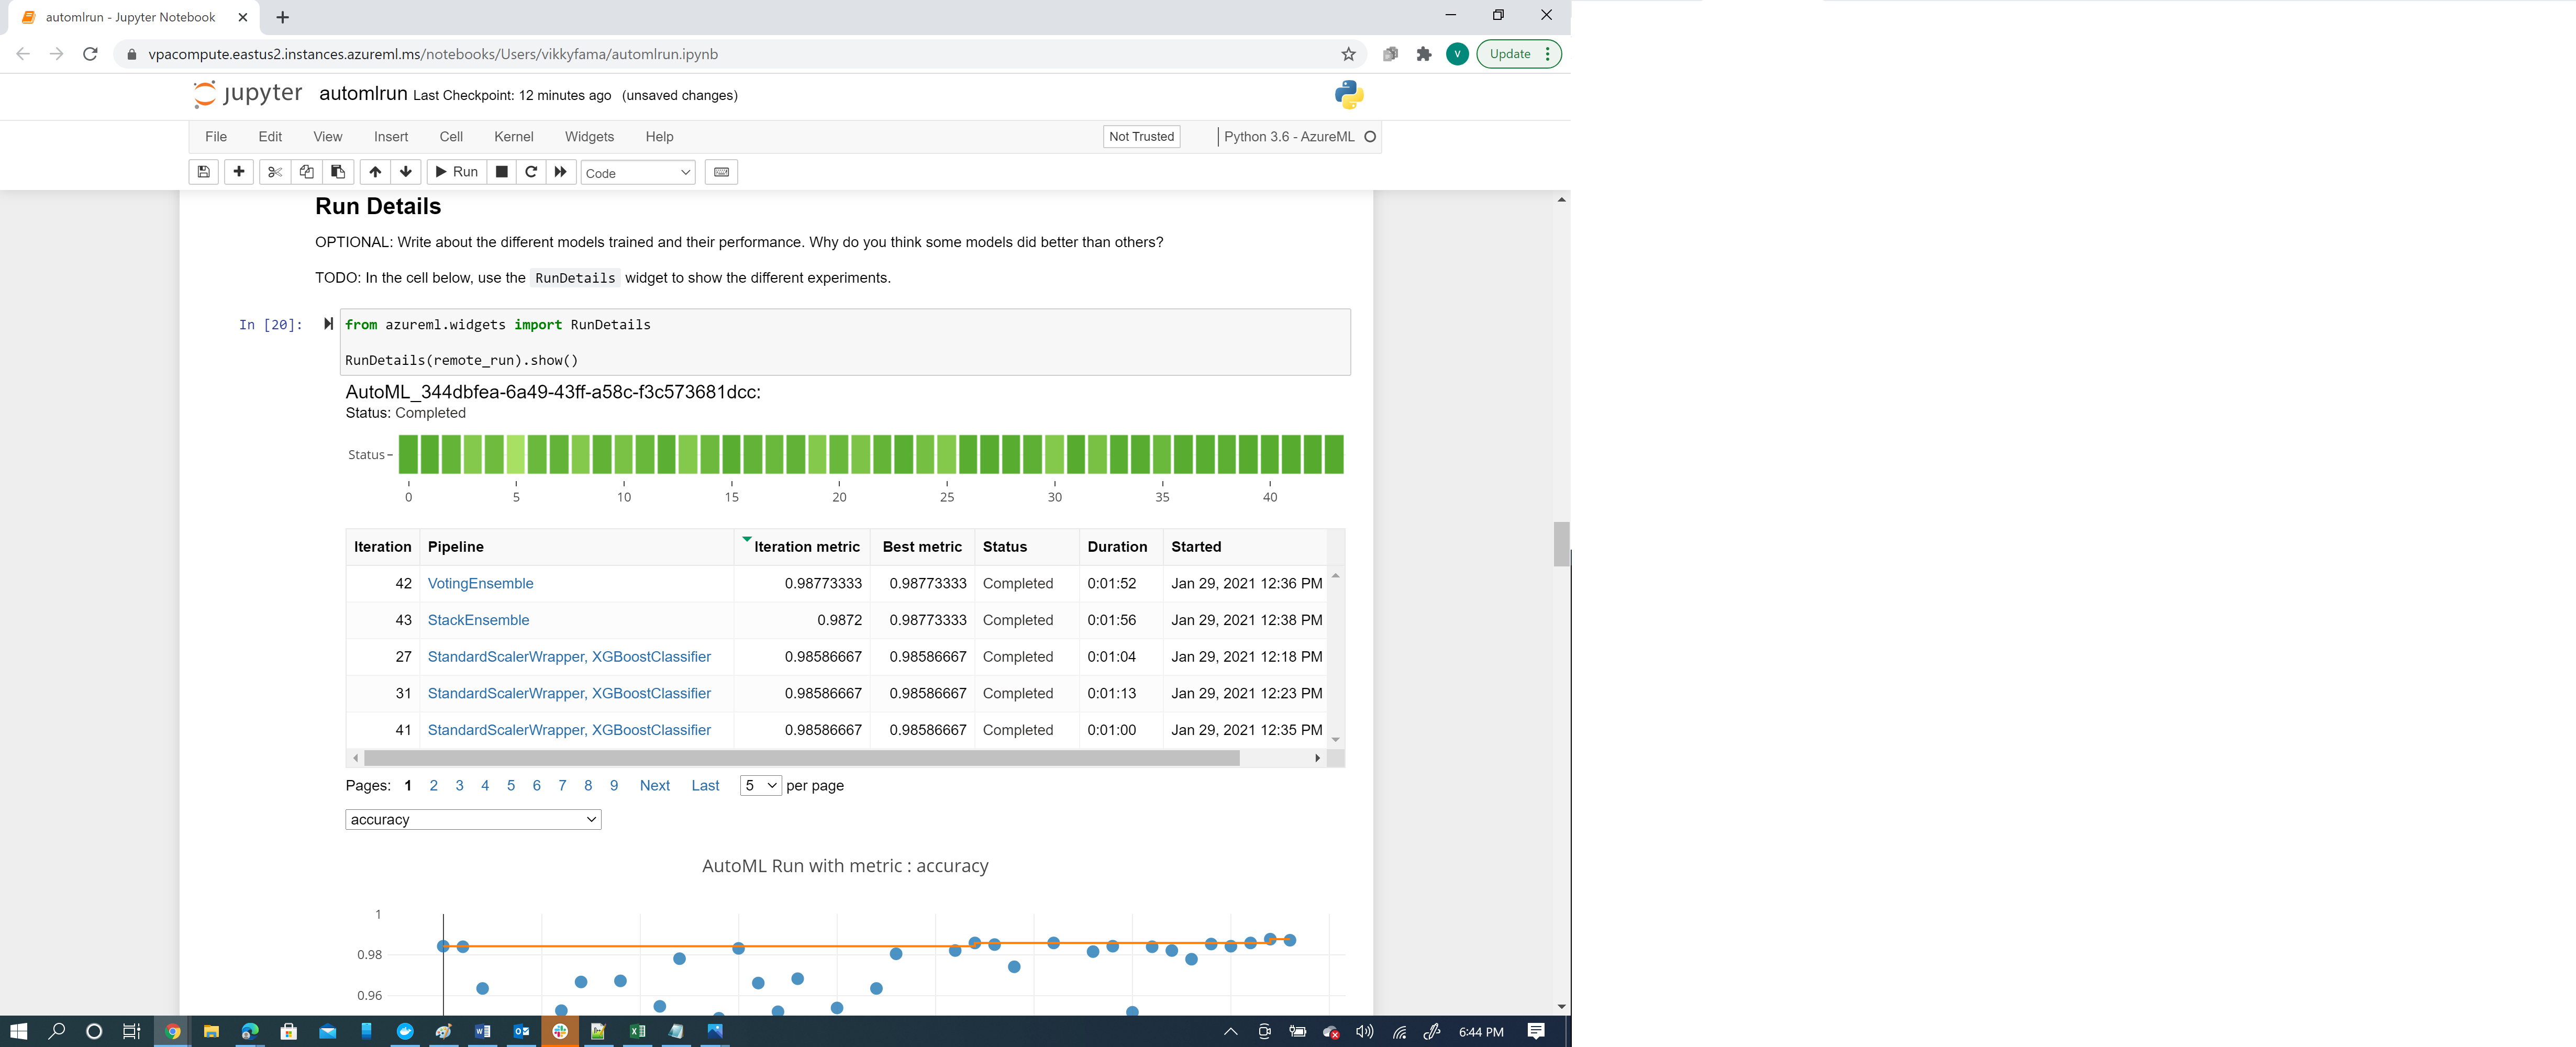 automlrun - Jupyter Notebook
vpacompute.eastus2.instances.azureml.ms/notebooks/Users/vikkyfama/automlrun.ipynb
V
Update
jupyter automlrun Last Checkpoint: 12 minutes ago (unsaved changes)
File Edit View Insert Cell Kernel Widgets Help Not Trusted Python 3.6 - AzureML
Run Code
Run Details
OPTIONAL: Write about the different models trained and their performance. Why do you think some models did better than others?
TODO: In the cell below, use the RunDetails widget to show the different experiments.
In [20]: from azureml.widgets import RunDetails
RunDetails(remote_run).show()
AutoML_344dbfea-6a49-43ff-a58c-f3c573681dcc:
Status: Completed
Status
0 5 10 15 20 25 30 35 40
Iteration Pipeline Iteration metric Best metric Status Duration Started
42 VotingEnsemble 0.98773333 0.98773333 Completed 0:01:52 Jan 29, 2021 12:36 PM
43 StackEnsemble 0.9872 0.98773333 Completed 0:01:56 Jan 29, 2021 12:38 PM
27 StandardScalerWrapper, XGBoostClassifier 0.98586667 0.98586667 Completed 0:01:04 Jan 29, 2021 12:18 PM
31 StandardScalerWrapper, XGBoostClassifier 0.98586667 0.98586667 Completed 0:01:13 Jan 29, 2021 12:23 PM
41 StandardScalerWrapper, XGBoostClassifier 0.98586667 0.98586667 Completed 0:01:00 Jan 29, 2021 12:35 PM
Pages: 1 2 3 4 5 6 7 8 9 Next Last 5 per page
accuracy
AutoML Run with metric : accuracy
1
0.98
0.96
6:44 PM